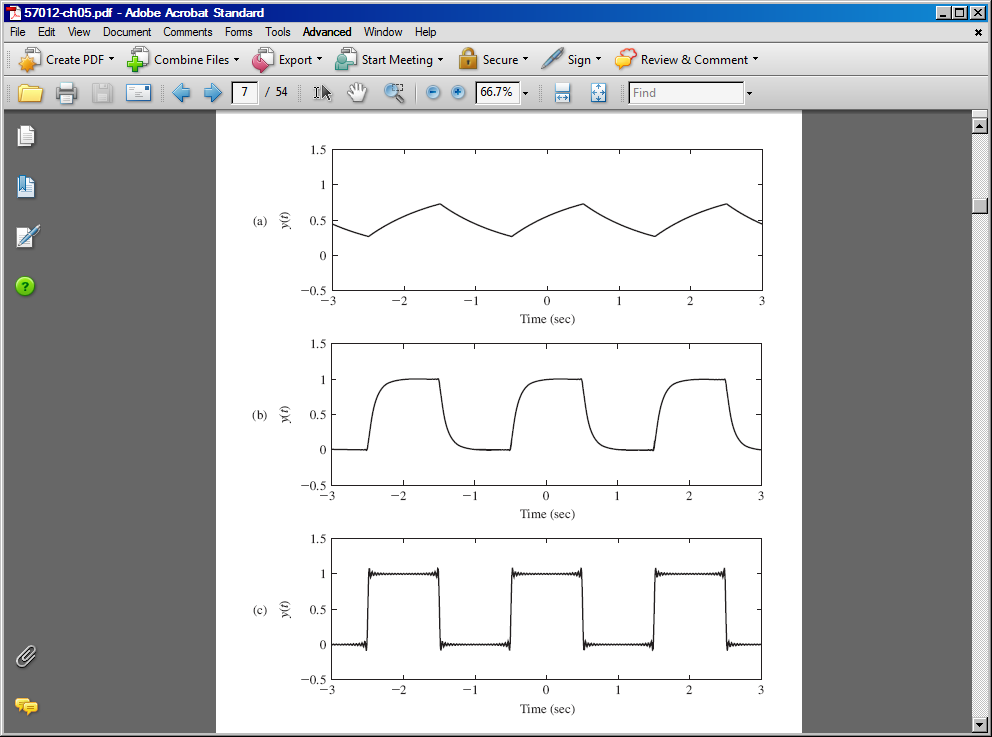 57012-ch05.pdf - Adobe Acrobat Standard
File Edit View Document Comments Forms Tools Advanced Window Help
Create PDF Combine Files Export Start Meeting Secure Sign Review & Comment
7 / 54 66.7% Find
1.5
1
(a) y(t) 0.5
0
−0.5
−3 −2 −1 0 1 2 3
Time (sec)
1.5
1
(b) y(t) 0.5
0
−0.5
−3 −2 −1 0 1 2 3
Time (sec)
1.5
1
(c) y(t) 0.5
0
−0.5
−3 −2 −1 0 1 2 3
Time (sec)